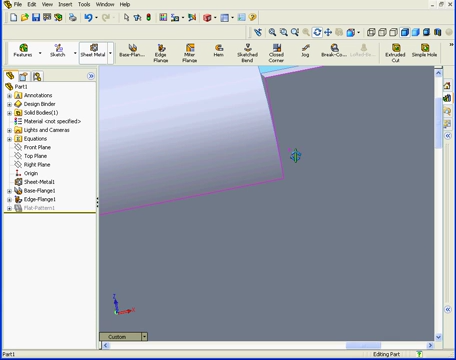 File Edit View Insert Tools Window Help
Features Sketch Sheet Metal Base-Flan... Edge Flange Miter Flange Hem Closed Corner Jog Break-Co... Extruded Cut Simple Hole
Part1
Annotations
Design Binder
Solid Bodies(1)
Material <not specified>
Lights and Cameras
Equations
Front Plane
Top Plane
Right Plane
Origin
Sheet-Metal1
Base-Flange1
Edge-Flange1
Flat-Pattern1
Custom
Part1 Editing Part